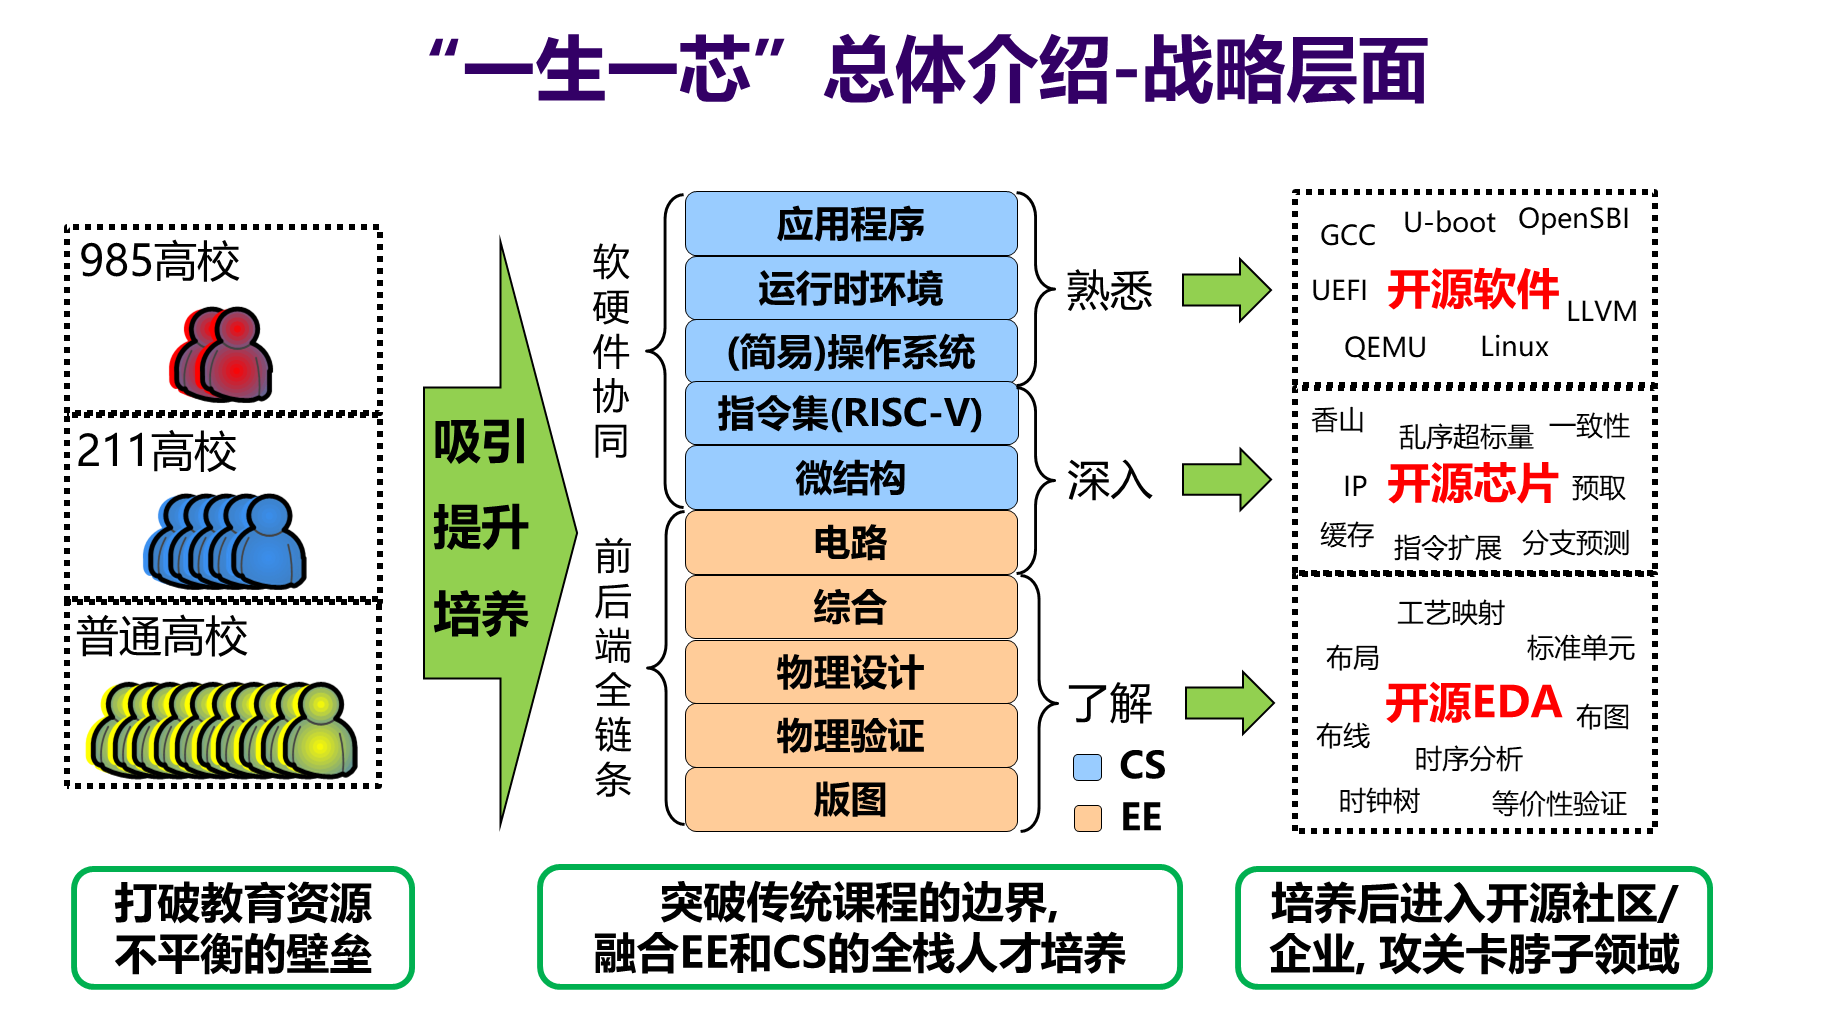 “一生一芯”总体介绍-战略层面
985高校
211高校
普通高校
吸引
提升
培养
软硬件协同
前后端全链条
应用程序
运行时环境
(简易)操作系统
指令集(RISC-V)
微结构
电路
综合
物理设计
物理验证
版图
熟悉
深入
了解
CS
EE
GCC
U-boot
OpenSBI
UEFI
开源软件
LLVM
QEMU
Linux
香山
乱序超标量
一致性
IP
开源芯片
预取
缓存
指令扩展
分支预测
工艺映射
布局
标准单元
开源EDA
布图
布线
时序分析
时钟树
等价性验证
打破教育资源
不平衡的壁垒
突破传统课程的边界,
融合EE和CS的全栈人才培养
培养后进入开源社区/
企业, 攻关卡脖子领域